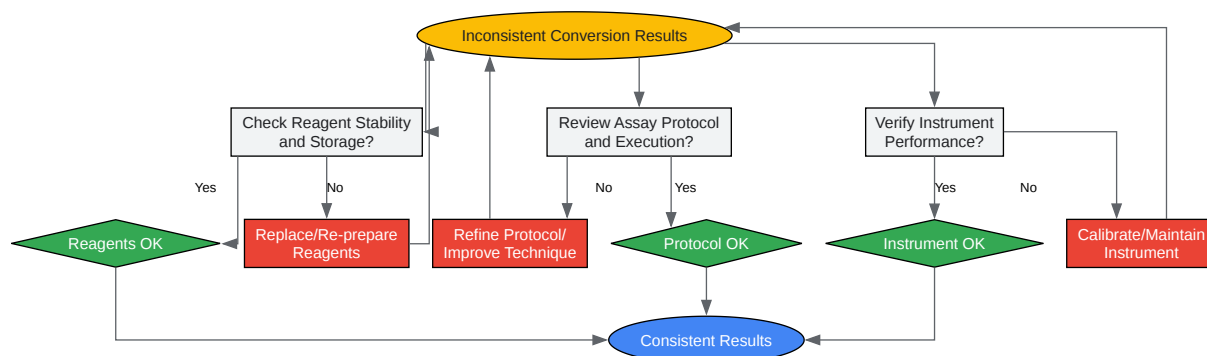 Inconsistent Conversion Results
Check Reagent Stability
and Storage?
Review Assay Protocol
and Execution?
Verify Instrument
Performance?
Yes
No
No
Yes
Yes
No
Reagents OK
Replace/Re-prepare
Reagents
Refine Protocol/
Improve Technique
Protocol OK
Instrument OK
Calibrate/Maintain
Instrument
Consistent Results